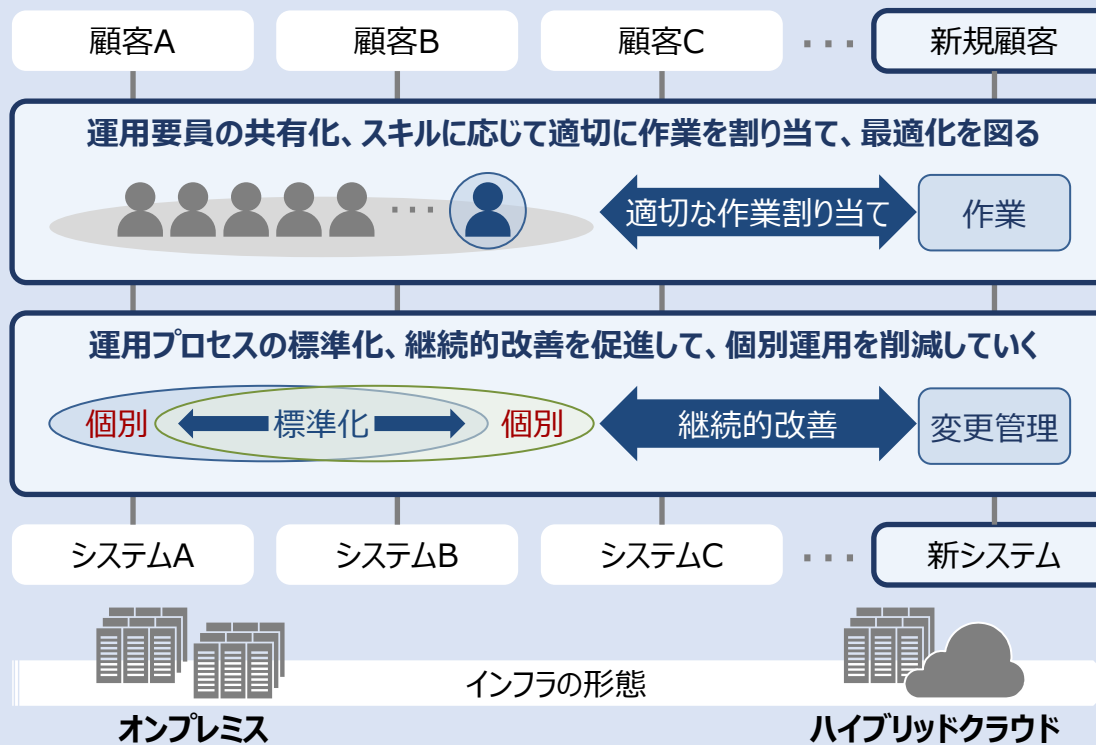 顧客A
顧客B
顧客C
･･･
新規顧客
運用要員の共有化、スキルに応じて適切に作業を割り当て、最適化を図る
･･･
適切な作業割り当て
作業
運用プロセスの標準化、継続的改善を促進して、個別運用を削減していく
個別
標準化
個別
継続的改善
変更管理
システムA
システムB
システムC
･･･
新システム
インフラの形態
オンプレミス
ハイブリッドクラウド